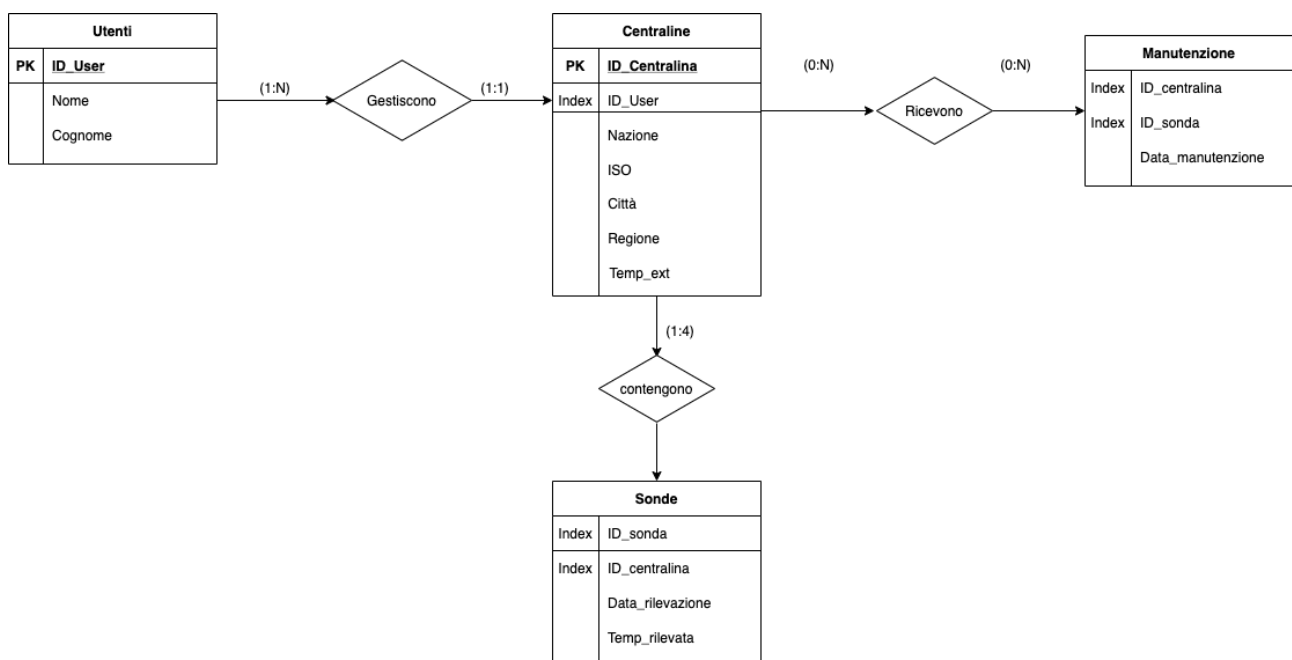 Utenti
PK ID_User
Nome
Cognome
(1:N)
Gestiscono
(1:1)
Centraline
PK ID_Centralina
Index ID_User
Nazione
ISO
Città
Regione
Temp_ext
(0:N)
Ricevono
(0:N)
Manutenzione
Index ID_centralina
Index ID_sonda
Data_manutenzione
(1:4)
contengono
Sonde
Index ID_sonda
Index ID_centralina
Data_rilevazione
Temp_rilevata